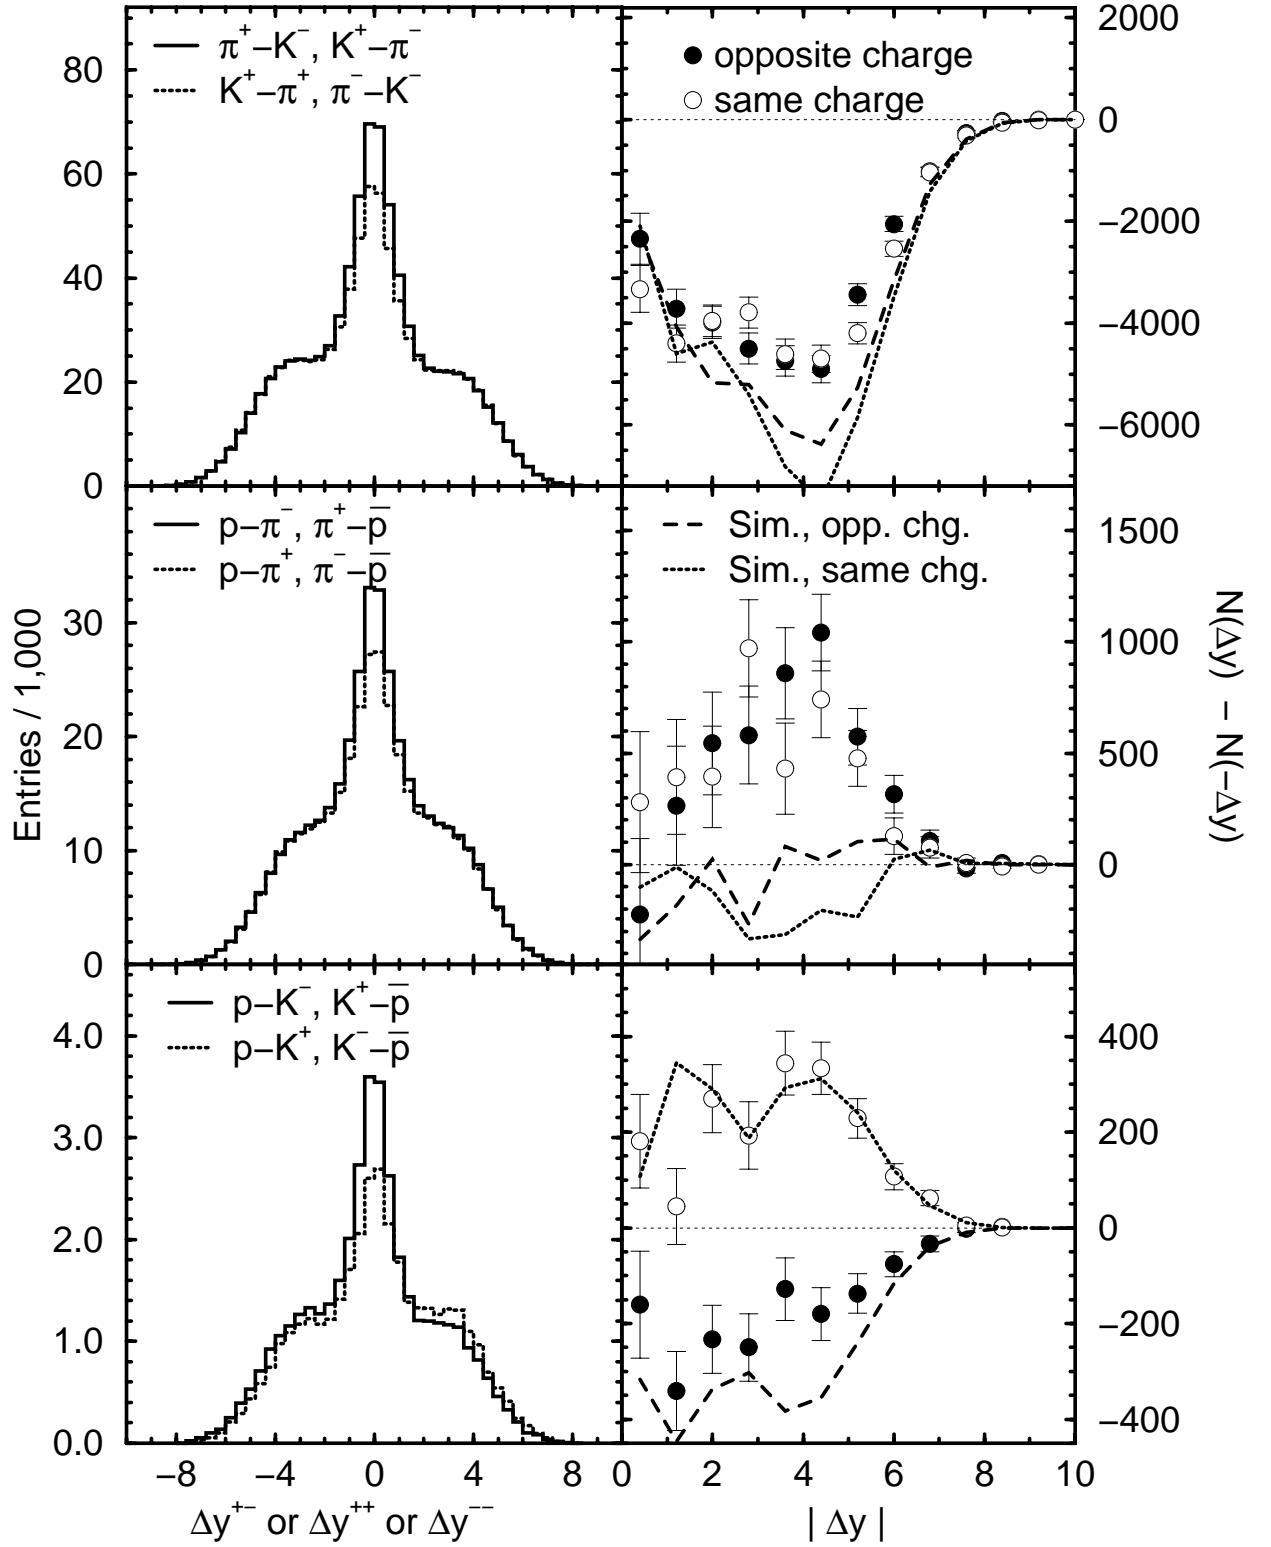 π⁺–K⁻, K⁺–π⁻
K⁺–π⁺, π⁻–K⁻
80
60
40
20
0
opposite charge
same charge
2000
0
−2000
−4000
−6000
p–π⁻, π⁺–p̅
p–π⁺, π⁻–p̅
30
20
10
0
Entries / 1,000
Sim., opp. chg.
Sim., same chg.
1500
1000
500
0
N(Δy) – N(–Δy)
p–K⁻, K⁺–p̅
p–K⁺, K⁻–p̅
4.0
3.0
2.0
1.0
0.0
400
200
0
−200
−400
−8 −4 0 4 8
0 2 4 6 8 10
Δy⁺⁻ or Δy⁺⁺ or Δy⁻⁻
| Δy |